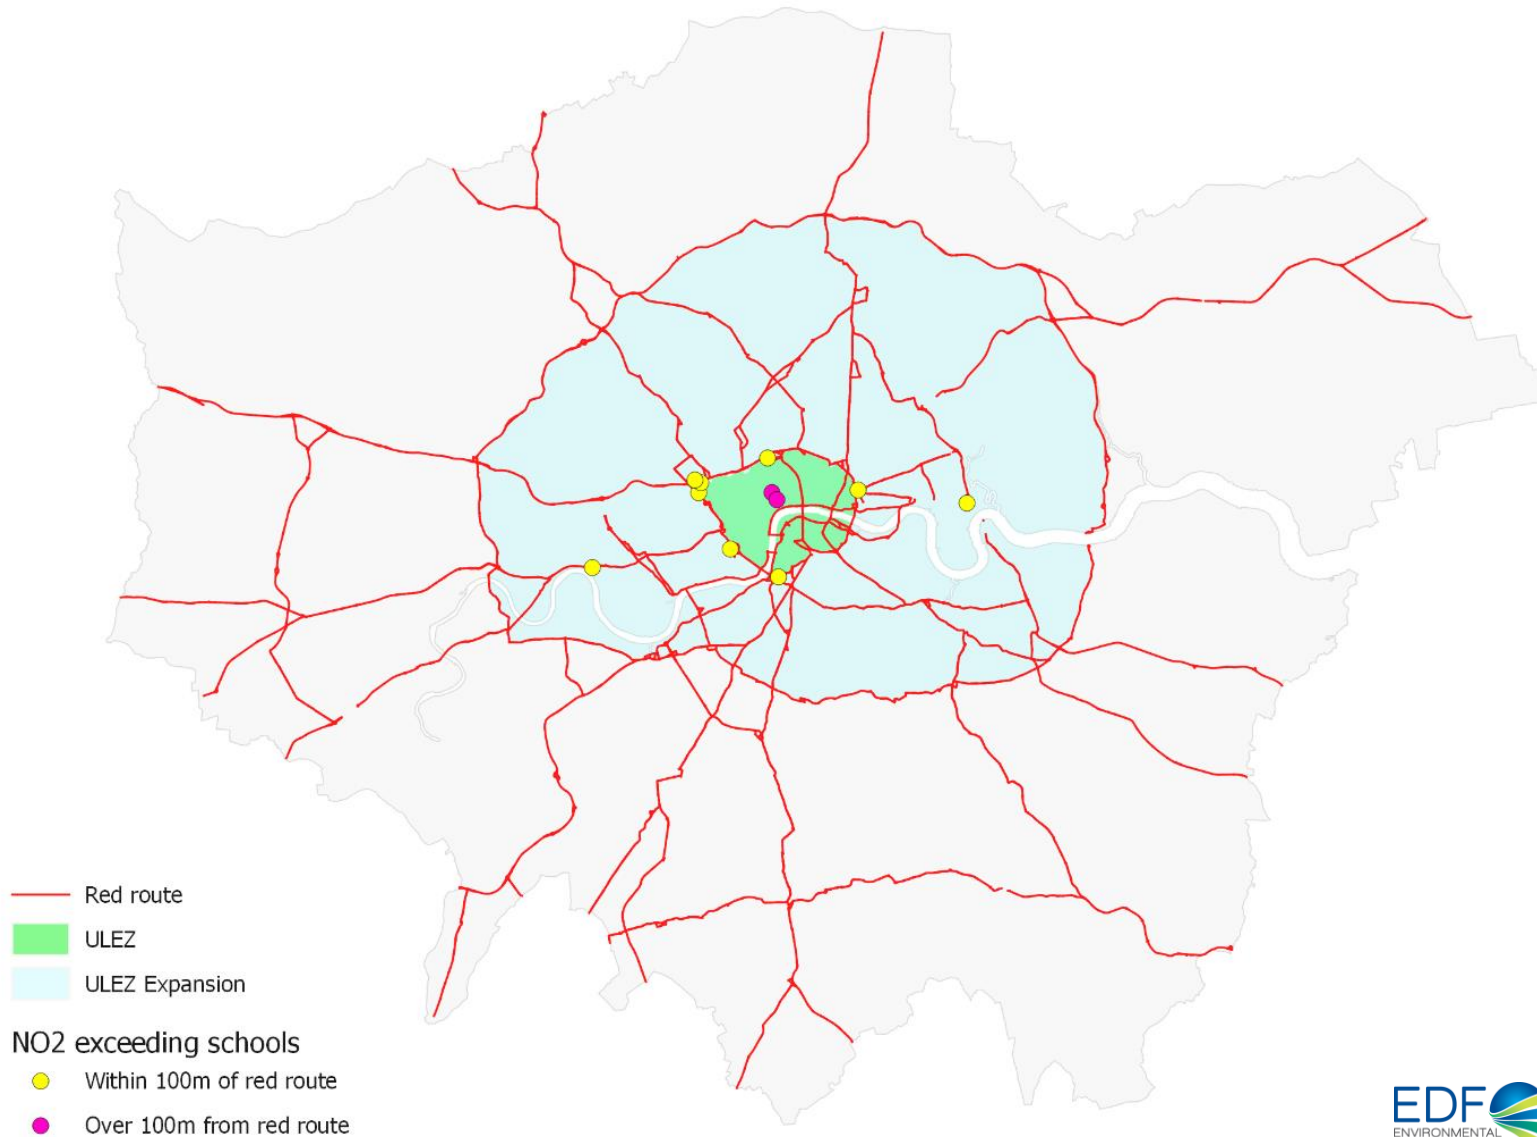 Red route
ULEZ
ULEZ Expansion
NO2 exceeding schools
Within 100m of red route
Over 100m from red route
EDF
ENVIRONMENTAL